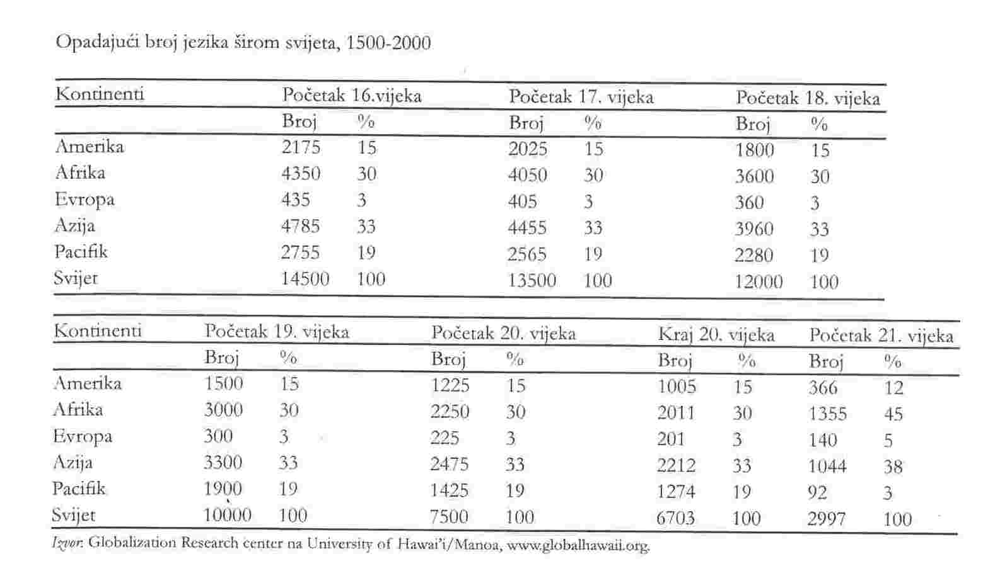 Opadajući broj jezika širom svijeta, 1500-2000
Kontinenti Početak 16.vijeka Početak 17. vijeka Početak 18. vijeka
Broj % Broj % Broj %
Amerika 2175 15 2025 15 1800 15
Afrika 4350 30 4050 30 3600 30
Evropa 435 3 405 3 360 3
Azija 4785 33 4455 33 3960 33
Pacifik 2755 19 2565 19 2280 19
Svijet 14500 100 13500 100 12000 100
Kontinenti Početak 19. vijeka Početak 20. vijeka Kraj 20. vijeka Početak 21. vijeka
Broj % Broj % Broj % Broj %
Amerika 1500 15 1225 15 1005 15 366 12
Afrika 3000 30 2250 30 2011 30 1355 45
Evropa 300 3 225 3 201 3 140 5
Azija 3300 33 2475 33 2212 33 1044 38
Pacifik 1900 19 1425 19 1274 19 92 3
Svijet 10000 100 7500 100 6703 100 2997 100
Izvor: Globalization Research center na University of Hawai'i/Manoa, www.globalhawaii.org.